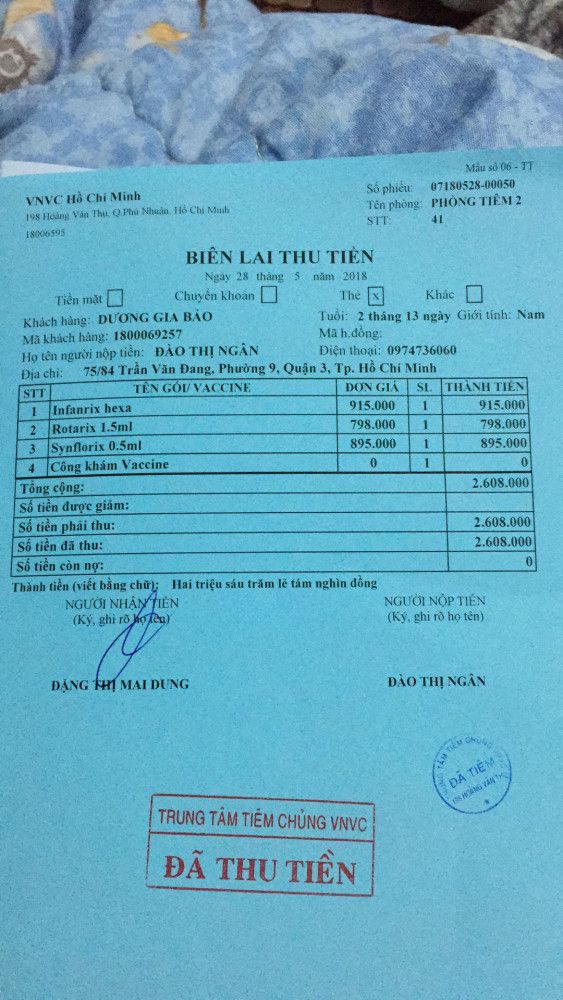 Mẫu số 06 - TT
VNVC Hồ Chí Minh
198 Hoàng Văn Thụ, Q.Phú Nhuận, Hồ Chí Minh
18006595
Số phiếu: 07180528-00050
Tên phòng: PHÒNG TIÊM 2
STT: 41
BIÊN LAI THU TIỀN
Ngày 28 tháng 5 năm 2018
Tiền mặt Chuyển khoản Thẻ x Khác
Khách hàng: DƯƠNG GIA BẢO Tuổi: 2 tháng 13 ngày Giới tính: Nam
Mã khách hàng: 1800069257 Mã h.đồng:
Họ tên người nộp tiền: ĐÀO THỊ NGÂN Điện thoại: 0974736060
Địa chỉ: 75/84 Trần Văn Đang, Phường 9, Quận 3, Tp. Hồ Chí Minh
STT TÊN GÓI/ VACCINE ĐƠN GIÁ SL THÀNH TIỀN
1 Infanrix hexa 915.000 1 915.000
2 Rotarix 1.5ml 798.000 1 798.000
3 Synflorix 0.5ml 895.000 1 895.000
4 Công khám Vaccine 0 1 0
Tổng cộng: 2.608.000
Số tiền được giảm:
Số tiền phải thu: 2.608.000
Số tiền đã thu: 2.608.000
Số tiền còn nợ: 0
Thành tiền (viết bằng chữ): Hai triệu sáu trăm lẻ tám nghìn đồng
NGƯỜI NHẬN TIỀN NGƯỜI NỘP TIỀN
(Ký, ghi rõ họ tên) (Ký, ghi rõ họ tên)
ĐẶNG THỊ MAI DUNG ĐÀO THỊ NGÂN
TRUNG TÂM TIÊM CHỦNG
ĐÃ TIÊM
198 HOÀNG VĂN THỤ
TRUNG TÂM TIÊM CHỦNG VNVC
ĐÃ THU TIỀN